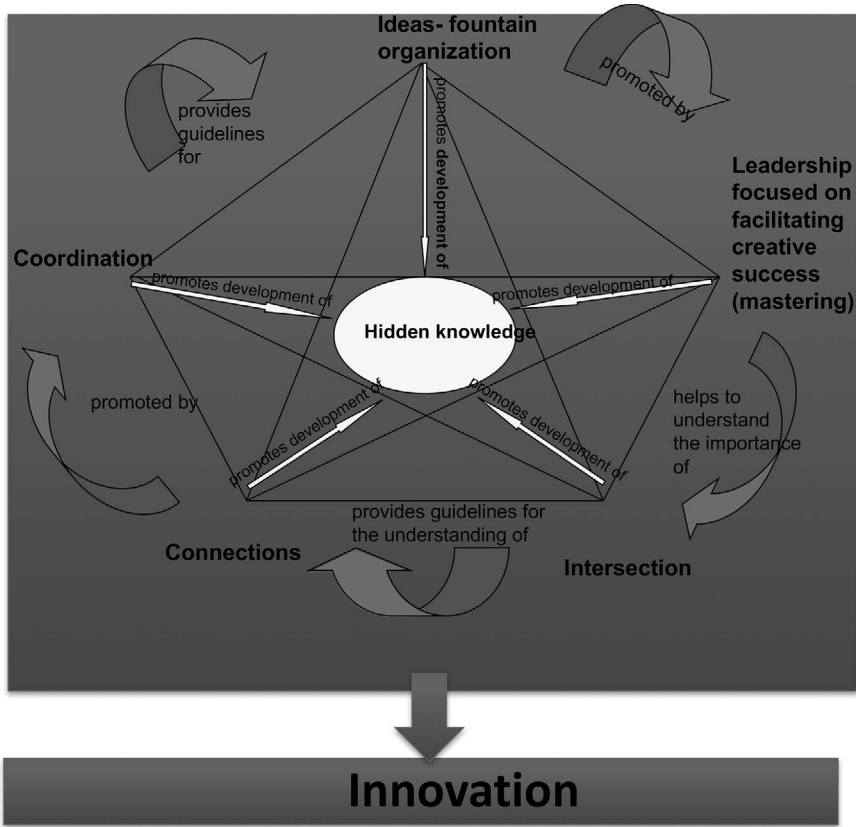 Ideas- fountain
organization
provides
guidelines
for
promoted by
promotes development of
Leadership
focused on
facilitating
creative
success
(mastering)
Coordination
promotes development of
promotes development of
Hidden knowledge
promoted by
promotes development of
promotes development of
helps to
understand
the importance
of
provides guidelines for
the understanding of
Connections
Intersection
Innovation